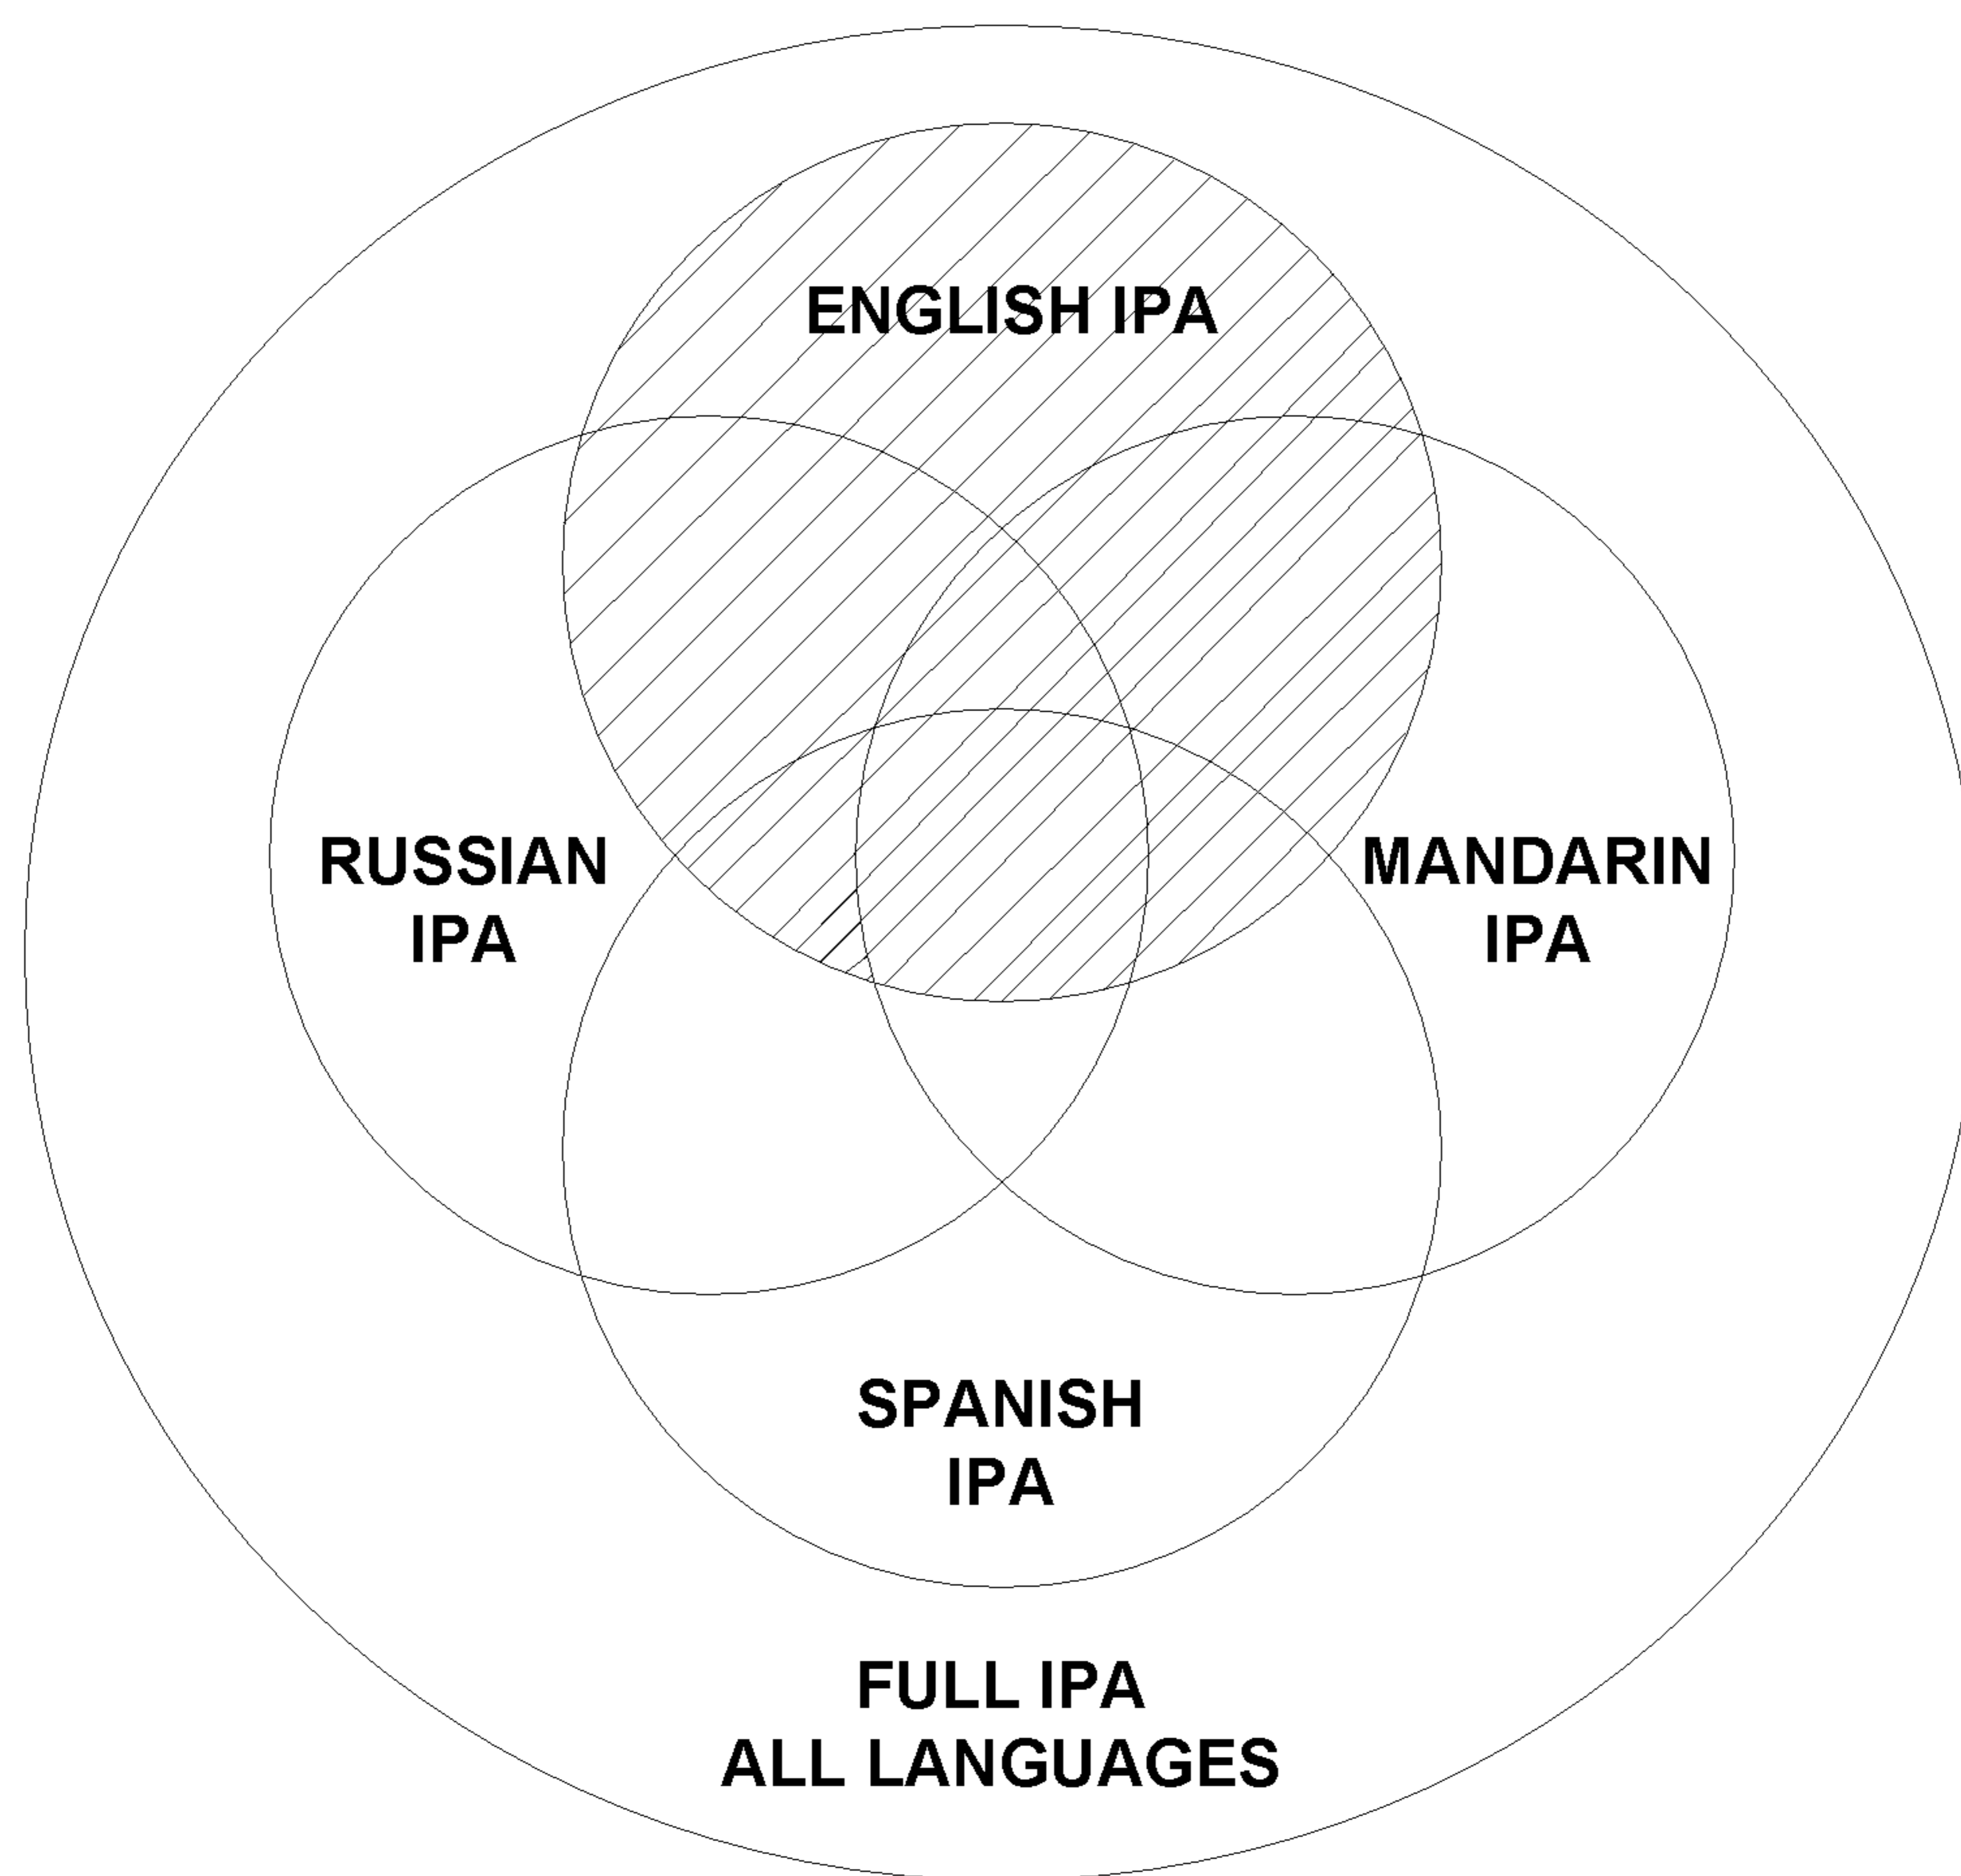 ENGLISH IPA
RUSSIAN
IPA
MANDARIN
IPA
SPANISH
IPA
FULL IPA
ALL LANGUAGES